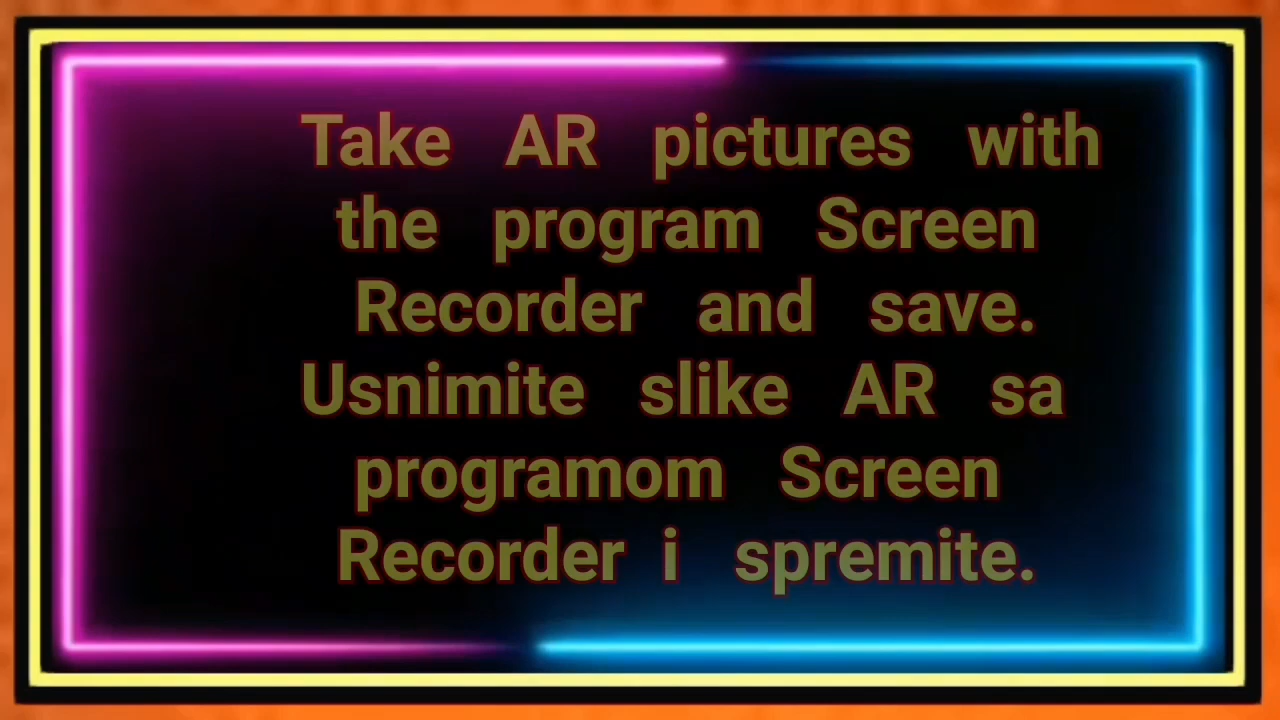 Take AR pictures with
the program Screen
Recorder and save.
Usnimite slike AR sa
programom Screen
Recorder i spremite.